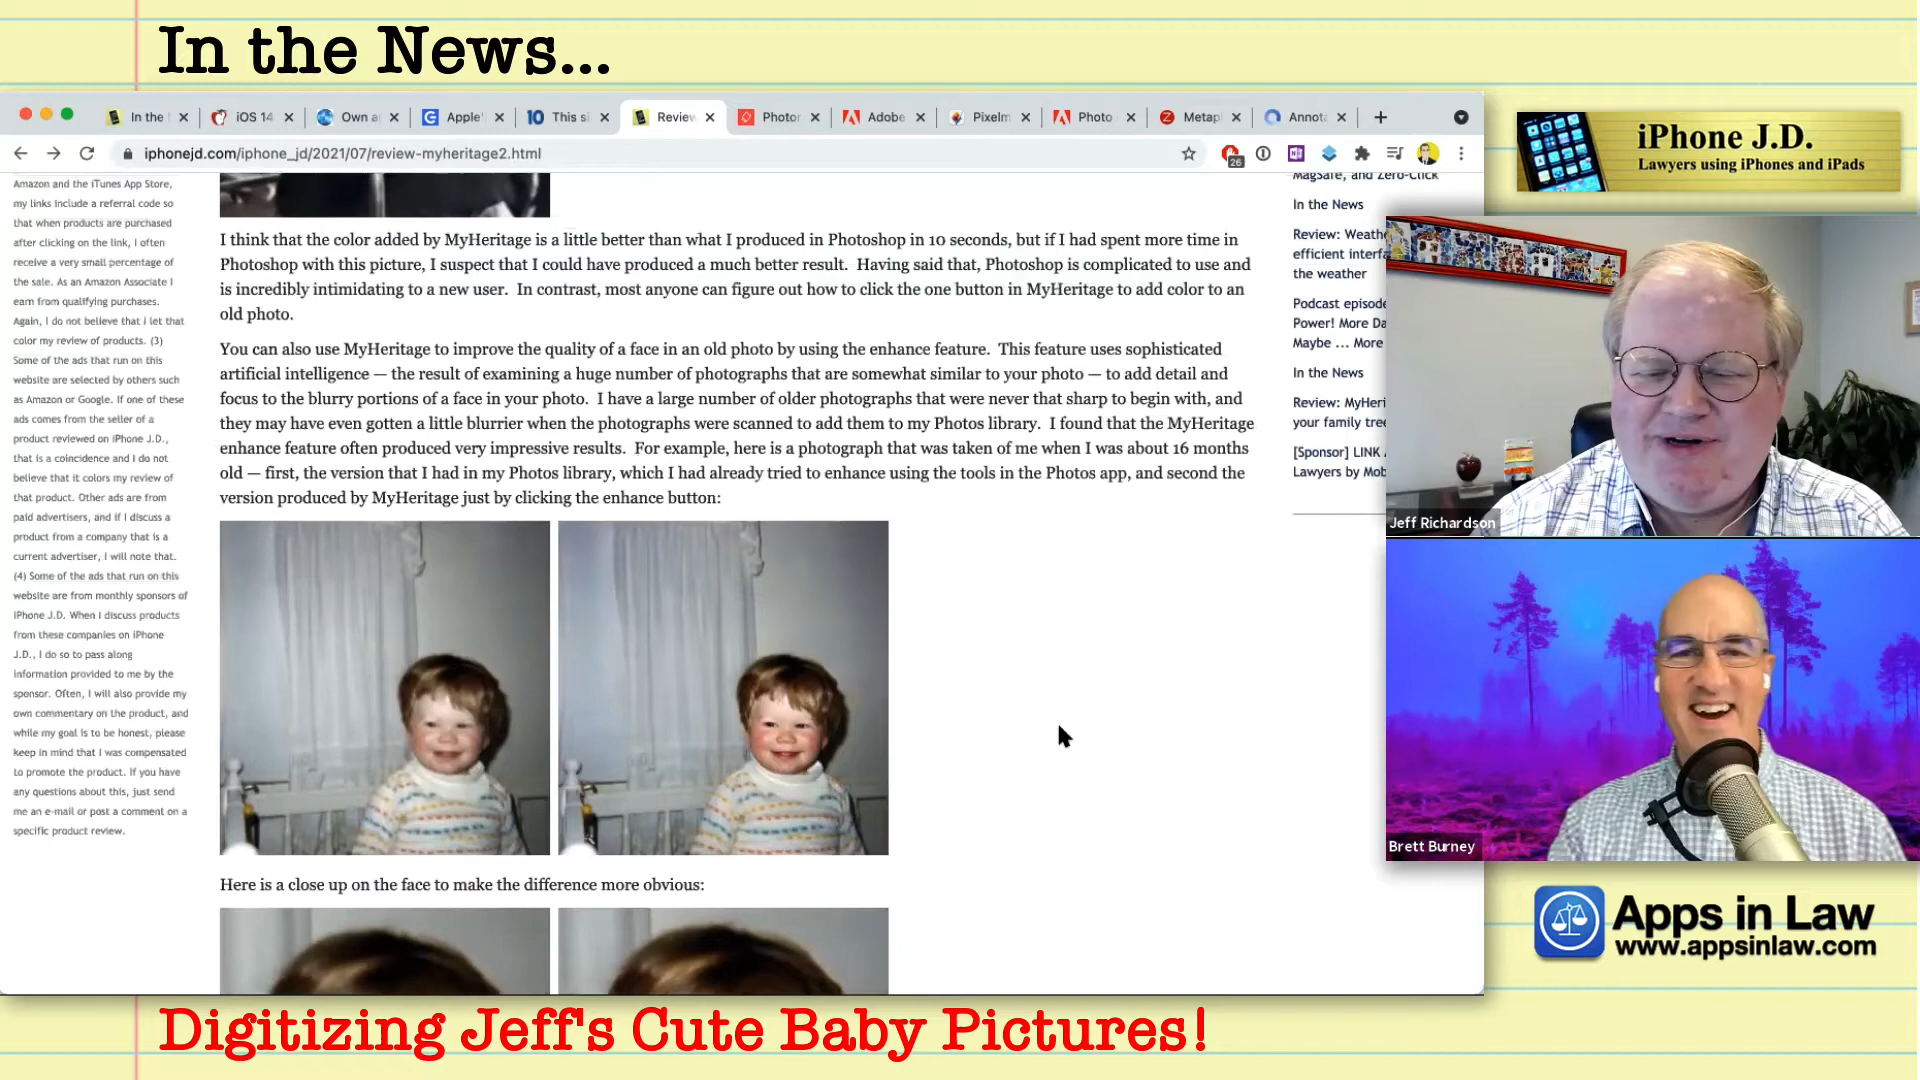 In the News...
In the
iOS 14
Own a
Apple'
10 This si
Review
Photor
Adobe
Pixelm
Photo
Metap
Annota
iphonejd.com/iphone_jd/2021/07/review-myheritage2.html
26
iPhone J.D.
Lawyers using iPhones and iPads
Amazon and the iTunes App Store,
my links include a referral code so
that when products are purchased
after clicking on the link, I often
receive a very small percentage of
the sale. As an Amazon Associate I
earn from qualifying purchases.
Again, I do not believe that I let that
color my review of products. (3)
Some of the ads that run on this
website are selected by others such
as Amazon or Google. If one of these
ads comes from the seller of a
product reviewed on iPhone J.D.,
that is a coincidence and I do not
believe that it colors my review of
that product. Other ads are from
paid advertisers, and if I discuss a
product from a company that is a
current advertiser, I will note that.
(4) Some of the ads that run on this
website are from monthly sponsors of
iPhone J.D. When I discuss products
from these companies on iPhone
J.D., I do so to pass along
information provided to me by the
sponsor. Often, I will also provide my
own commentary on the product, and
while my goal is to be honest, please
keep in mind that I was compensated
to promote the product. If you have
any questions about this, just send
me an e-mail or post a comment on a
specific product review.
I think that the color added by MyHeritage is a little better than what I produced in Photoshop in 10 seconds, but if I had spent more time in
Photoshop with this picture, I suspect that I could have produced a much better result. Having said that, Photoshop is complicated to use and
is incredibly intimidating to a new user. In contrast, most anyone can figure out how to click the one button in MyHeritage to add color to an
old photo.
You can also use MyHeritage to improve the quality of a face in an old photo by using the enhance feature. This feature uses sophisticated
artificial intelligence — the result of examining a huge number of photographs that are somewhat similar to your photo — to add detail and
focus to the blurry portions of a face in your photo. I have a large number of older photographs that were never that sharp to begin with, and
they may have even gotten a little blurrier when the photographs were scanned to add them to my Photos library. I found that the MyHeritage
enhance feature often produced very impressive results. For example, here is a photograph that was taken of me when I was about 16 months
old — first, the version that I had in my Photos library, which I had already tried to enhance using the tools in the Photos app, and second the
version produced by MyHeritage just by clicking the enhance button:
Here is a close up on the face to make the difference more obvious:
MagSafe, and Zero-Click
In the News
Review: Weath
efficient interfa
the weather
Podcast episode
Power! More Da
Maybe ... More
In the News
Review: MyHeri
your family tree
[Sponsor] LINK
Lawyers by Mob
Jeff Richardson
Brett Burney
Apps in Law
www.appsinlaw.com
Digitizing Jeff's Cute Baby Pictures!